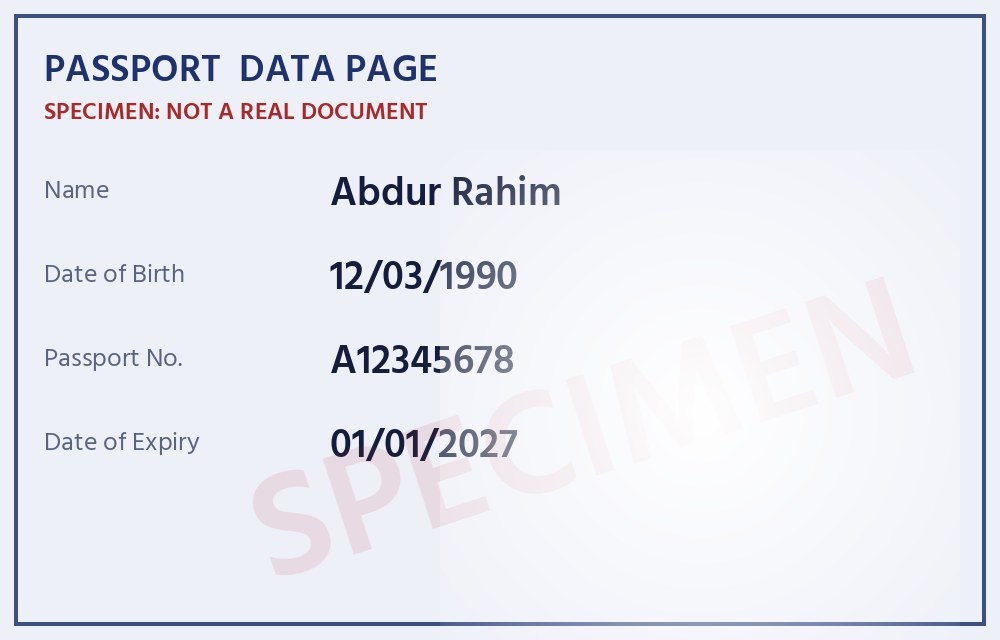 PASSPORT DATA PAGE
SPECIMEN: NOT A REAL DOCUMENT
Name Abdur Rahim
Date of Birth 12/03/1990
Passport No. A12345678
Date of Expiry 01/01/2027
SPECIMEN